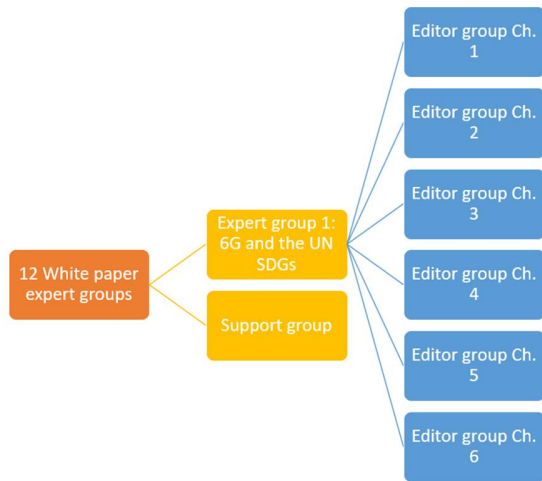 12 White paper
expert groups
Expert group 1:
6G and the UN
SDGs
Support group
Editor group Ch.
1
Editor group Ch.
2
Editor group Ch.
3
Editor group Ch.
4
Editor group Ch.
5
Editor group Ch.
6